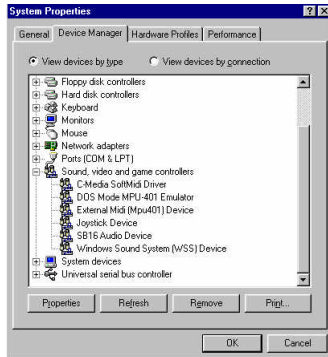 System Properties
General Device Manager Hardware Profiles Performance
View devices by type View devices by connection
Floppy disk controllers
Hard disk controllers
Keyboard
Monitors
Mouse
Network adapters
Ports (COM & LPT)
Sound, video and game controllers
C-Media SoftMidi Driver
DOS Mode MPU-401 Emulator
External Midi (Mpu401) Device
Joystick Device
SB16 Audio Device
Windows Sound System (WSS) Device
System devices
Universal serial bus controller
Properties Refresh Remove Print...
OK Cancel